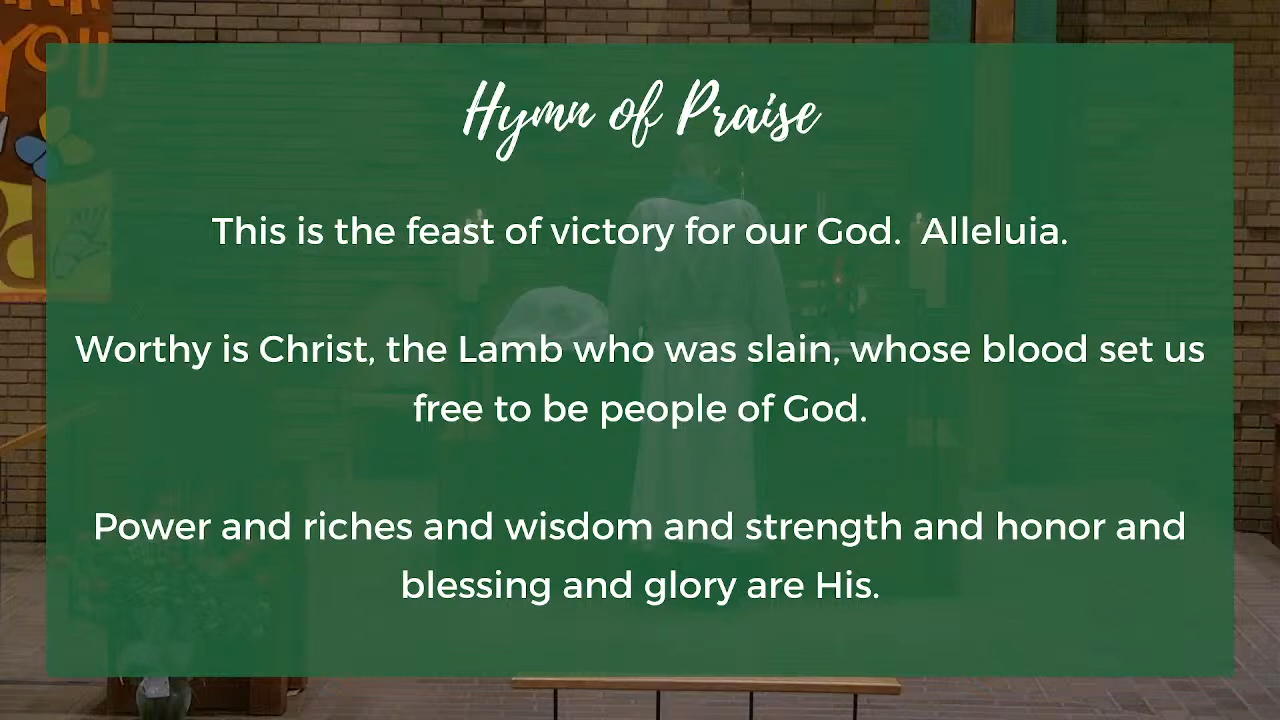 Hymn of Praise
This is the feast of victory for our God.  Alleluia.
Worthy is Christ, the Lamb who was slain, whose blood set us
free to be people of God.
Power and riches and wisdom and strength and honor and
blessing and glory are His.